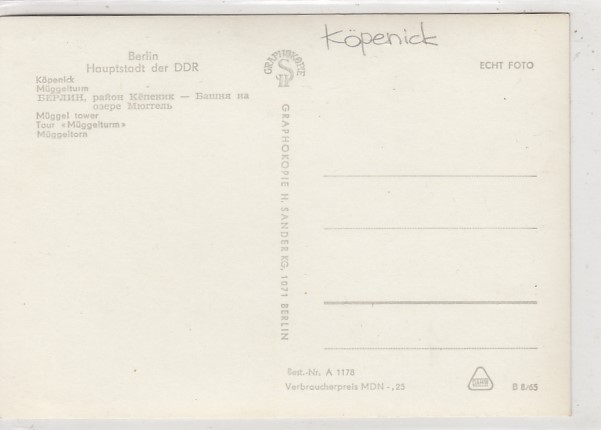 Köpenick
Berlin
Hauptstadt der DDR
Köpenick
Müggelturm
БЕРЛИН, район Кёпеник — Башня на
озере Мюггель
Müggel tower
Tour «Müggelturm»
Müggeltorn
GRAPHOKOPIE
GRAPHOKOPIE H. SANDER KG, 1071 BERLIN
ECHT FOTO
Best.-Nr. A 1178
Verbraucherpreis MDN -,25
B 8/65